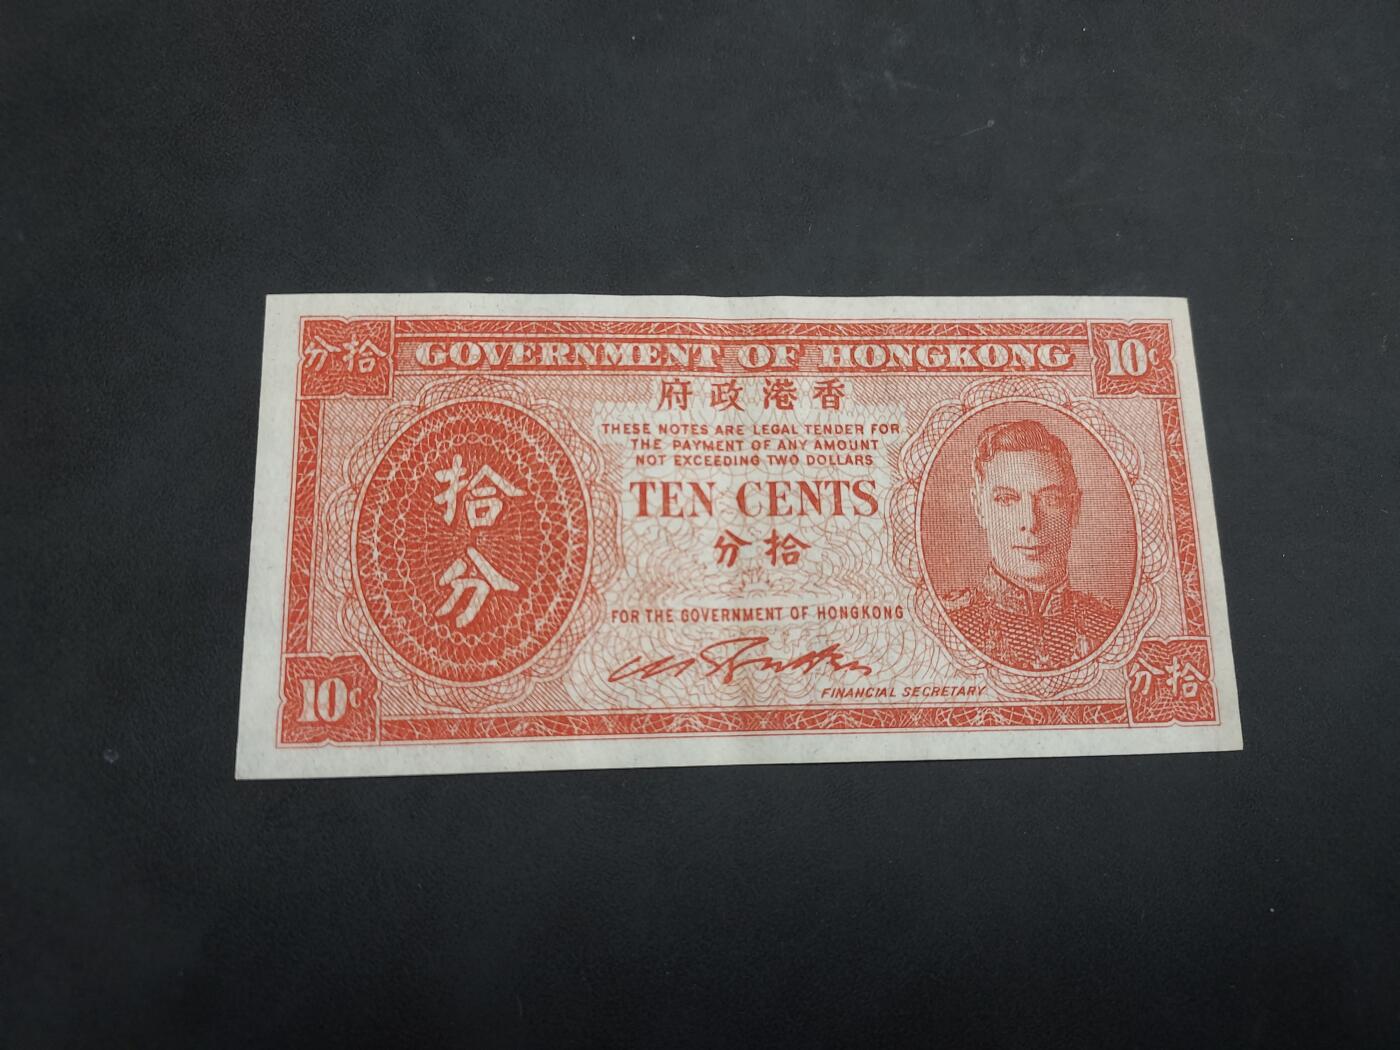 分拾
GOVERNMENT OF HONGKONG
10c
府政港香
THESE NOTES ARE LEGAL TENDER FOR
THE PAYMENT OF ANY AMOUNT
NOT EXCEEDING TWO DOLLARS
拾
分
TEN CENTS
分拾
FOR THE GOVERNMENT OF HONGKONG
FINANCIAL SECRETARY
10c
分拾